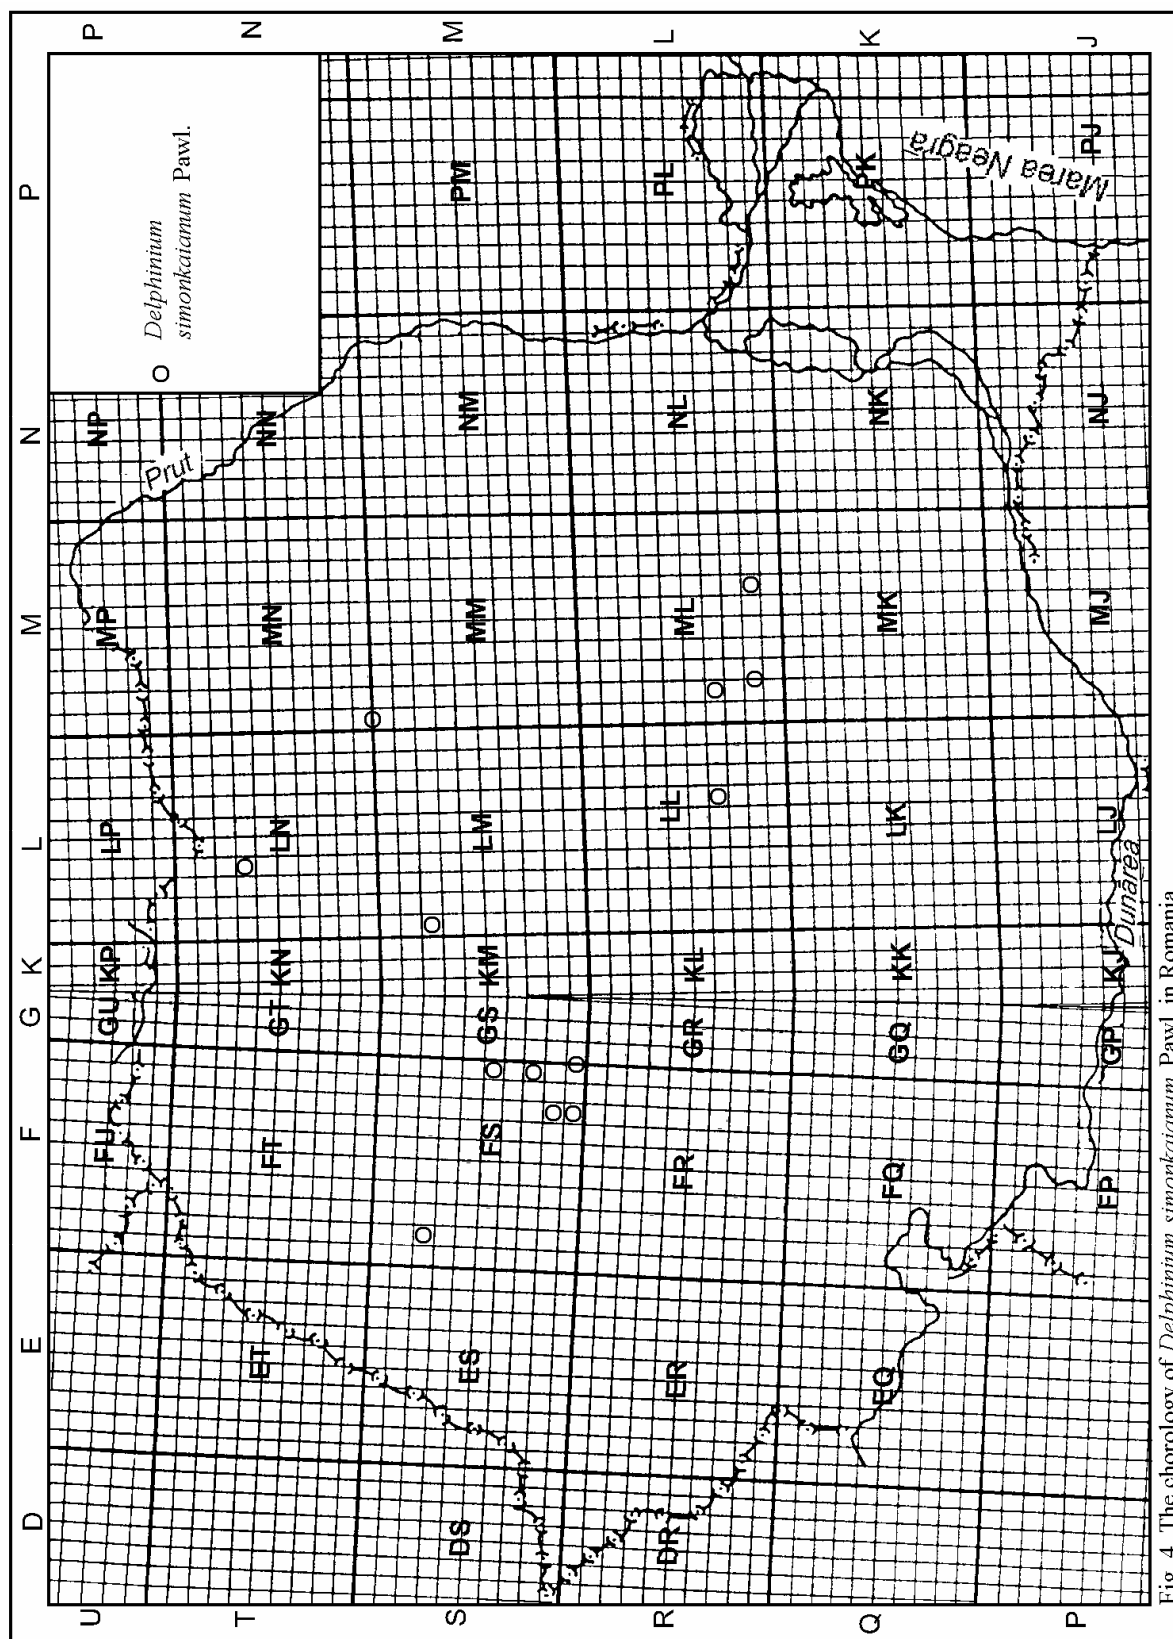 D E F G K L M N P
U
T
S
R
Q
P
P
N
M
L
K
J
Delphinium
simonkaianum Pawl.
FU GU KP LP MP NP
Prut
ET FT GT KN LN MN NN
DS ES FS GS KM LM MM NM PM
DR ER FR GR KL LL ML NL PL
EQ FQ GQ KK LK MK NK PK
FP GP KJ LJ MJ NJ PJ
Marea Neagră
Dunărea
Fig. 4 The chorology of Delphinium simonkaianum Pawl. in Romania